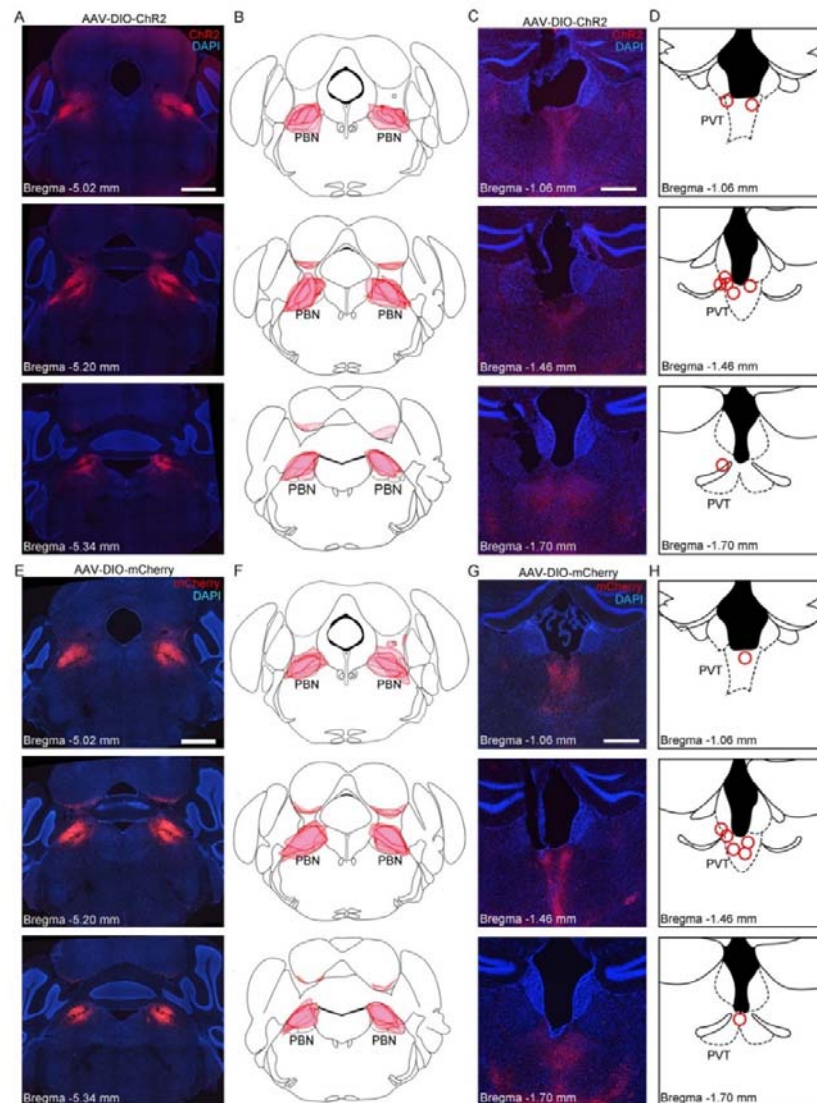 A
AAV-DIO-ChR2
ChR2
DAPI
Bregma -5.02 mm
Bregma -5.20 mm
Bregma -5.34 mm
B
PBN
PBN
PBN
PBN
PBN
PBN
C
AAV-DIO-ChR2
ChR2
DAPI
Bregma -1.06 mm
Bregma -1.46 mm
Bregma -1.70 mm
D
PVT
Bregma -1.06 mm
PVT
Bregma -1.46 mm
PVT
Bregma -1.70 mm
E
AAV-DIO-mCherry
mCherry
DAPI
Bregma -5.02 mm
Bregma -5.20 mm
Bregma -5.34 mm
F
PBN
PBN
PBN
PBN
PBN
PBN
G
AAV-DIO-mCherry
mCherry
DAPI
Bregma -1.06 mm
Bregma -1.46 mm
Bregma -1.70 mm
H
PVT
Bregma -1.06 mm
PVT
Bregma -1.46 mm
PVT
Bregma -1.70 mm